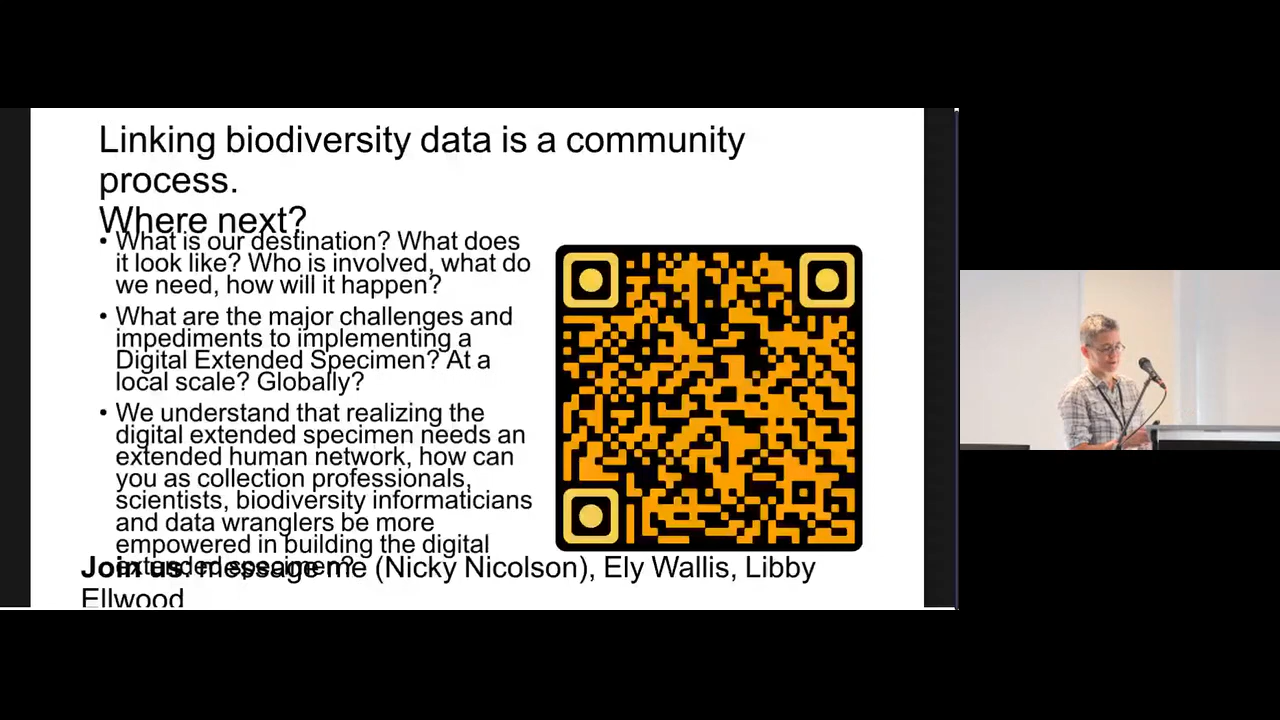 Linking biodiversity data is a community
process.
Where next?
• What is our destination? What does
it look like? Who is involved, what do
we need, how will it happen?
• What are the major challenges and
impediments to implementing a
Digital Extended Specimen? At a
local scale? Globally?
• We understand that realizing the
digital extended specimen needs an
extended human network, how can
you as collection professionals,
scientists, biodiversity informaticians
and data wranglers be more
empowered in building the digital
extended specimen?
Join us: message me (Nicky Nicolson), Ely Wallis, Libby
Ellwood